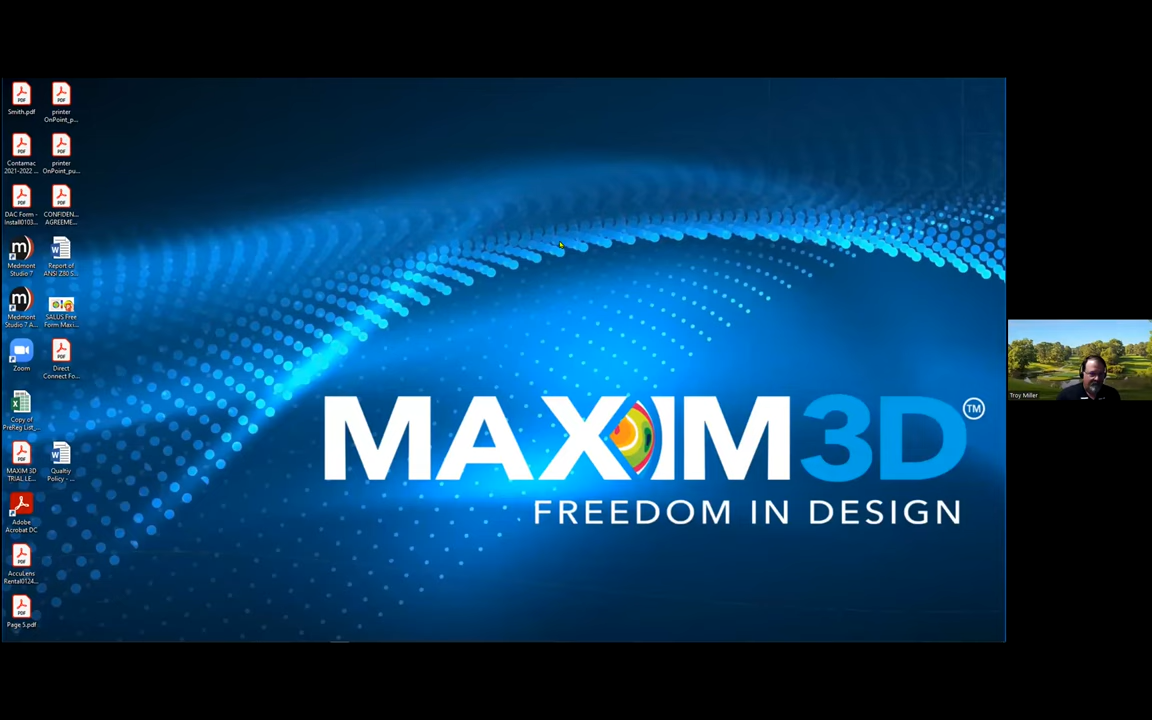 Smith.pdf
printer
OnPoint_p...
Contamac
2021-2022 ...
printer
OnPoint_pu...
DAC Form -
Install0103...
CONFIDEN...
AGREEME...
Medmont
Studio 7
Report of
ANSI Z80 S...
Medmont
Studio 7 A...
SALUS Free
Form Maxi...
Zoom
Direct
Connect Fo...
Copy of
PreReg List_...
MAXIM 3D
TRIAL LE...
Qualtiy
Policy - ...
Adobe
Acrobat DC
AccuLens
Rental0124...
Page 5.pdf
MAXIM3D™
FREEDOM IN DESIGN
Troy Miller